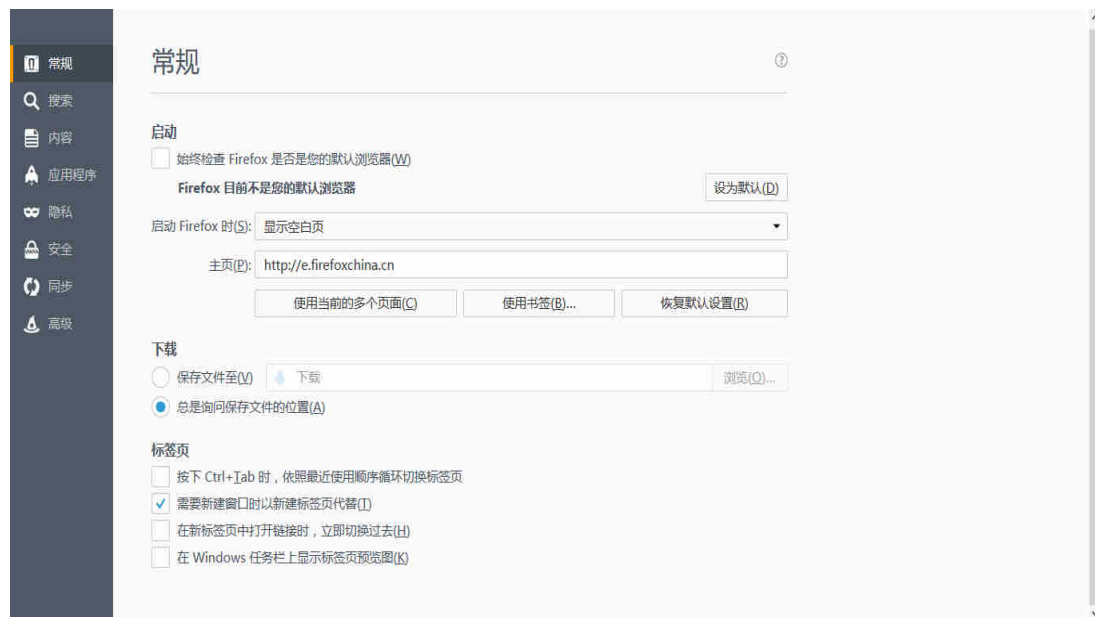 常规
搜索
内容
应用程序
隐私
安全
同步
高级
常规
启动
始终检查 Firefox 是否是您的默认浏览器(W)
Firefox 目前不是您的默认浏览器
设为默认(D)
启动 Firefox 时(S): 显示空白页
主页(P): http://e.firefoxchina.cn
使用当前的多个页面(C) 使用书签(B)... 恢复默认设置(R)
下载
保存文件至(V) 下载 浏览(O)...
总是询问保存文件的位置(A)
标签页
按下 Ctrl+Tab 时，依照最近使用顺序循环切换标签页
需要新建窗口时以新建标签页代替(T)
在新标签页中打开链接时，立即切换过去(H)
在 Windows 任务栏上显示标签页预览图(K)